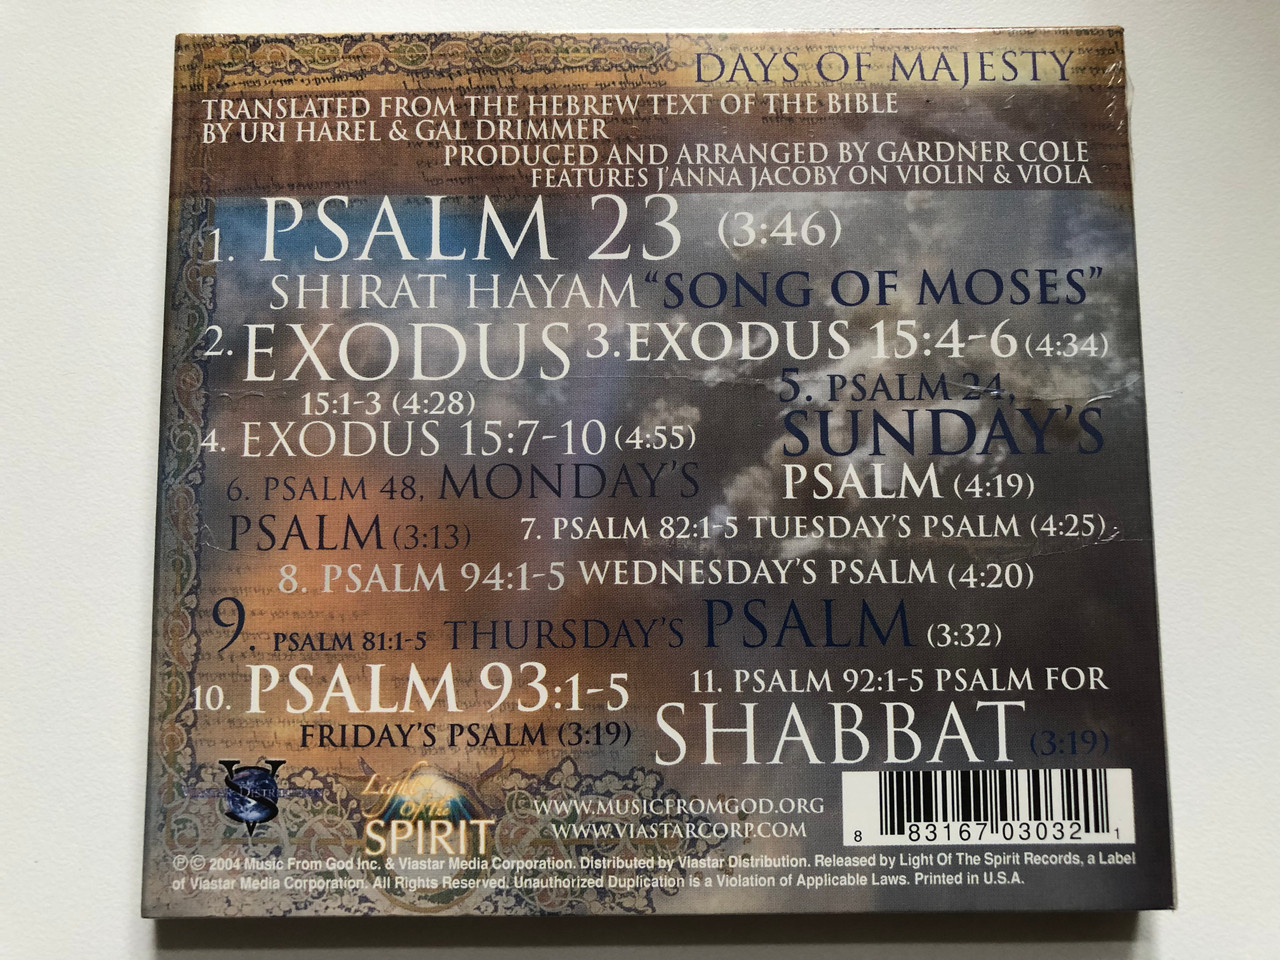 DAYS OF MAJESTY
TRANSLATED FROM THE HEBREW TEXT OF THE BIBLE
BY URI HAREL & GAL DRIMMER
PRODUCED AND ARRANGED BY GARDNER COLE
FEATURES J'ANNA JACOBY ON VIOLIN & VIOLA
1. PSALM 23 (3:46)
SHIRAT HAYAM "SONG OF MOSES"
2. EXODUS
15:1-3 (4:28)
3. EXODUS 15:4-6 (4:34)
4. EXODUS 15:7-10 (4:55)
5. PSALM 24,
SUNDAY'S
PSALM (4:19)
6. PSALM 48, MONDAY'S
PSALM (3:13)
7. PSALM 82:1-5 TUESDAY'S PSALM (4:25)
8. PSALM 94:1-5 WEDNESDAY'S PSALM (4:20)
9. PSALM 81:1-5 THURSDAY'S PSALM (3:32)
10. PSALM 93:1-5
FRIDAY'S PSALM (3:19)
11. PSALM 92:1-5 PSALM FOR
SHABBAT (3:19)
VS
VIASTAR DISTRIBUTION
Light
of the
SPIRIT
WWW.MUSICFROMGOD.ORG
WWW.VIASTARCORP.COM
8 83167 03032 1
℗© 2004 Music From God Inc. & Viastar Media Corporation. Distributed by Viastar Distribution. Released by Light Of The Spirit Records, a Label
of Viastar Media Corporation. All Rights Reserved. Unauthorized Duplication is a Violation of Applicable Laws. Printed in U.S.A.